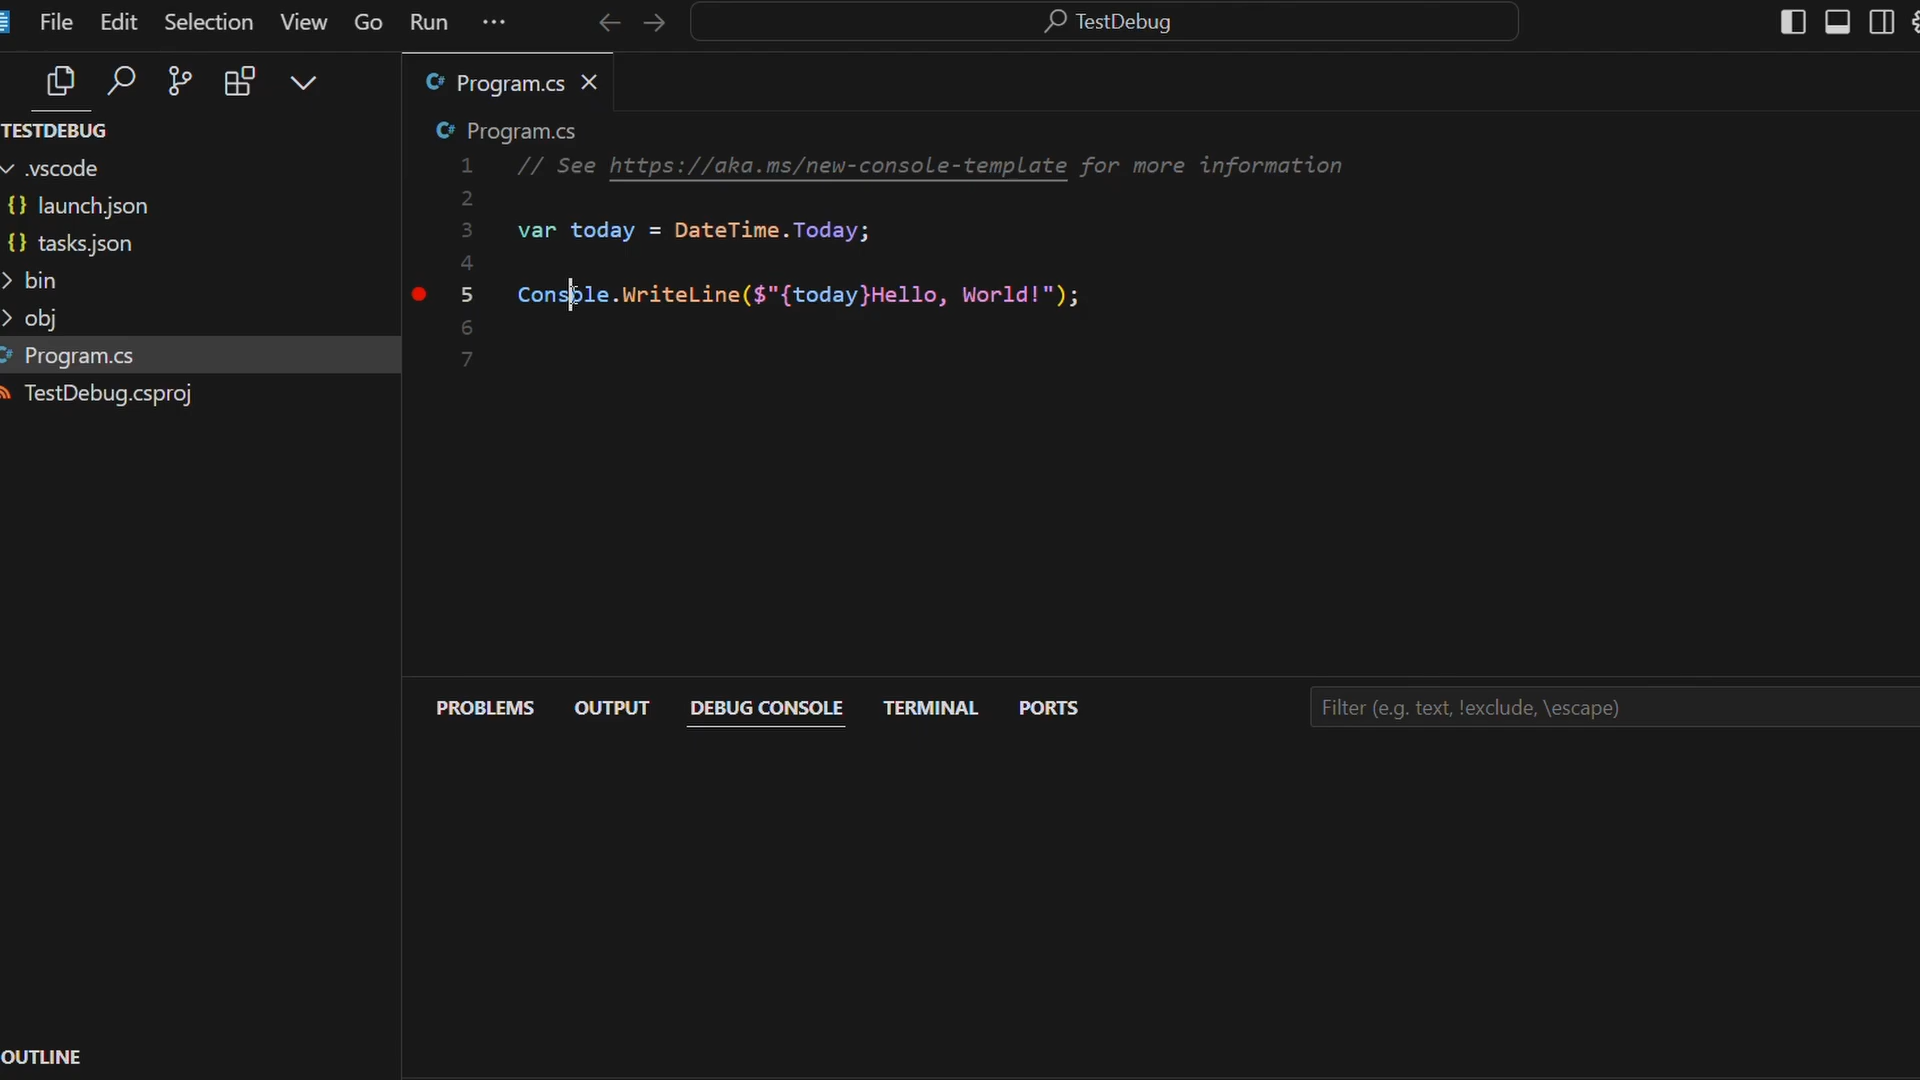 File Edit Selection View Go Run ···
TestDebug
TESTDEBUG
.vscode
{} launch.json
{} tasks.json
bin
obj
C# Program.cs
TestDebug.csproj
OUTLINE
C# Program.cs
C# Program.cs
1 // See https://aka.ms/new-console-template for more information
2
3 var today = DateTime.Today;
4
5 Console.WriteLine($"{today}Hello, World!");
6
7
PROBLEMS OUTPUT DEBUG CONSOLE TERMINAL PORTS
Filter (e.g. text, !exclude, \escape)